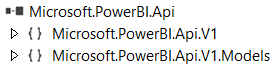 Microsoft.PowerBI.Api
{ } Microsoft.PowerBI.Api.V1
{ } Microsoft.PowerBI.Api.V1.Models